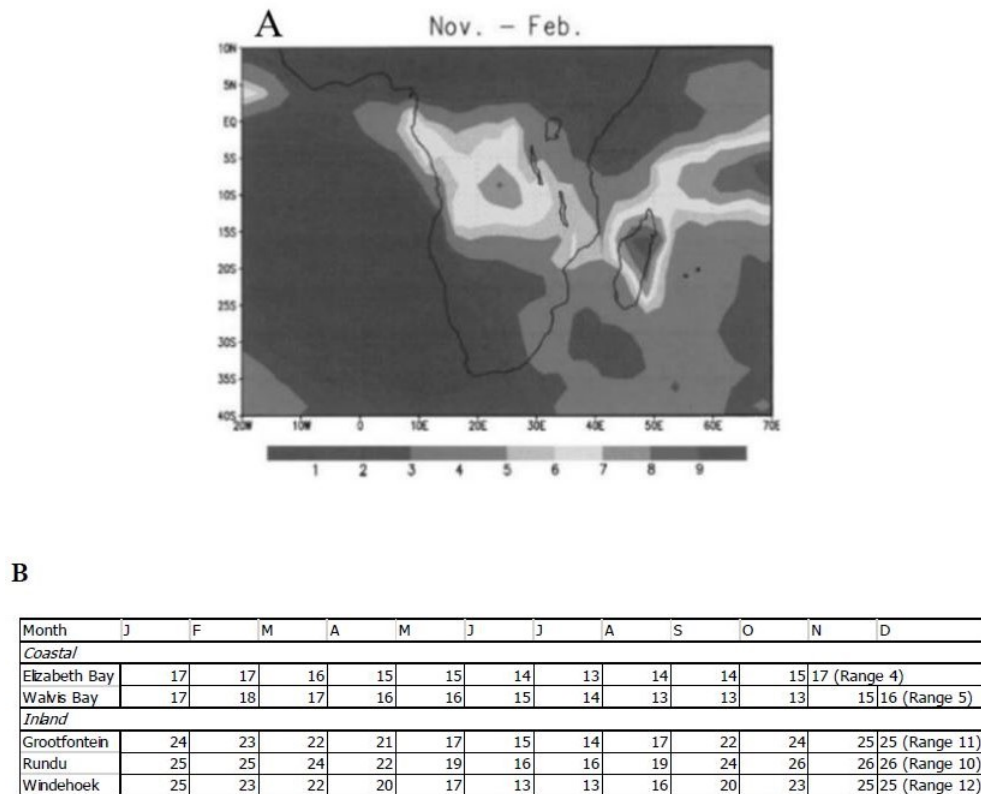 A Nov. - Feb.
10N
5N
EQ
5S
10S
15S
20S
25S
30S
35S
40S
20W 10W 0 10E 20E 30E 40E 50E 60E 70E
1 2 3 4 5 6 7 8 9
B
Month J F M A M J J A S O N D
Coastal
Elizabeth Bay 17 17 16 15 15 14 13 14 14 15 17 (Range 4)
Walvis Bay 17 18 17 16 16 15 14 13 13 13 15 16 (Range 5)
Inland
Grootfontein 24 23 22 21 17 15 14 17 22 24 25 25 (Range 11)
Rundu 25 25 24 22 19 16 16 19 24 26 26 26 (Range 10)
Windehoek 25 23 22 20 17 13 13 16 20 23 25 25 (Range 12)